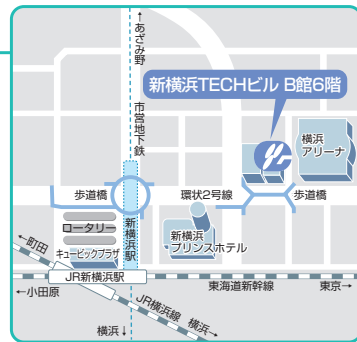 ←あざみ野
市営地下鉄
新横浜TECHビル B館6階
横浜
アリーナ
歩道橋
環状2号線
歩道橋
ロータリー
新横浜駅
新横浜
プリンスホテル
←町田
キュービックプラザ
JR新横浜駅
東海道新幹線
東京→
←小田原
JR横浜線
横浜→
横浜↓